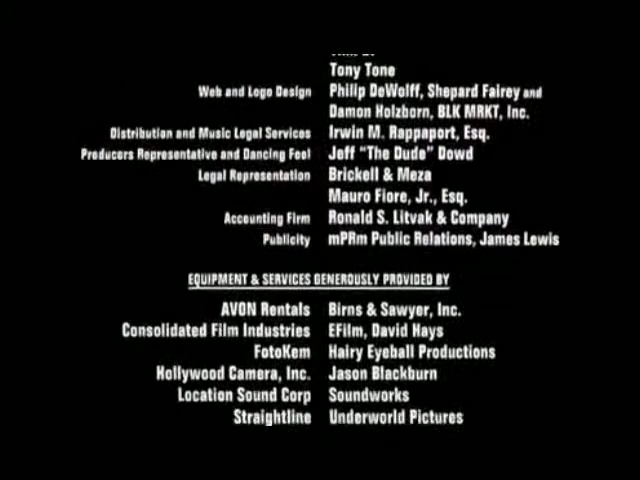 Tony Tone
Web and Logo Design Philip DeWolff, Shepard Fairey and
Damon Holzborn, BLK MRKT, Inc.
Distribution and Music Legal Services Irwin M. Rappaport, Esq.
Producers Representative and Dancing Fool Jeff "The Dude" Dowd
Legal Representation Brickell & Meza
Mauro Fiore, Jr., Esq.
Accounting Firm Ronald S. Litvak & Company
Publicity mPRm Public Relations, James Lewis
EQUIPMENT & SERVICES GENEROUSLY PROVIDED BY
AVON Rentals Birns & Sawyer, Inc.
Consolidated Film Industries EFilm, David Hays
FotoKem Hairy Eyeball Productions
Hollywood Camera, Inc. Jason Blackburn
Location Sound Corp Soundworks
Straightline Underworld Pictures